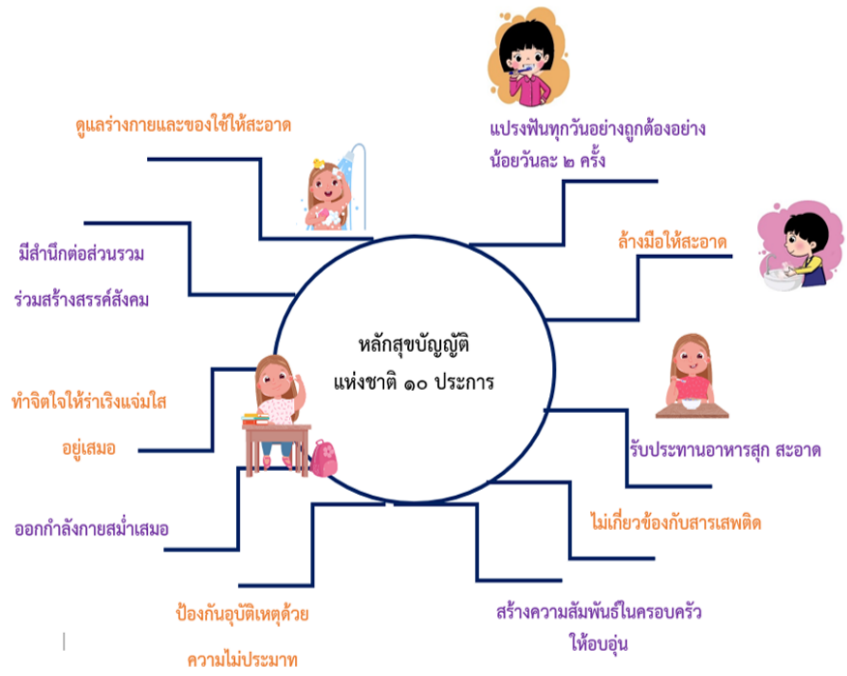 หลักสุขบัญญัติ
แห่งชาติ ๑๐ ประการ
ดูแลร่างกายและของใช้ให้สะอาด
แปรงฟันทุกวันอย่างถูกต้องอย่าง
น้อยวันละ ๒ ครั้ง
ล้างมือให้สะอาด
รับประทานอาหารสุก สะอาด
ไม่เกี่ยวข้องกับสารเสพติด
สร้างความสัมพันธ์ในครอบครัว
ให้อบอุ่น
ป้องกันอุบัติเหตุด้วย
ความไม่ประมาท
ออกกำลังกายสม่ำเสมอ
ทำจิตใจให้ร่าเริงแจ่มใส
อยู่เสมอ
มีสำนึกต่อส่วนรวม
ร่วมสร้างสรรค์สังคม